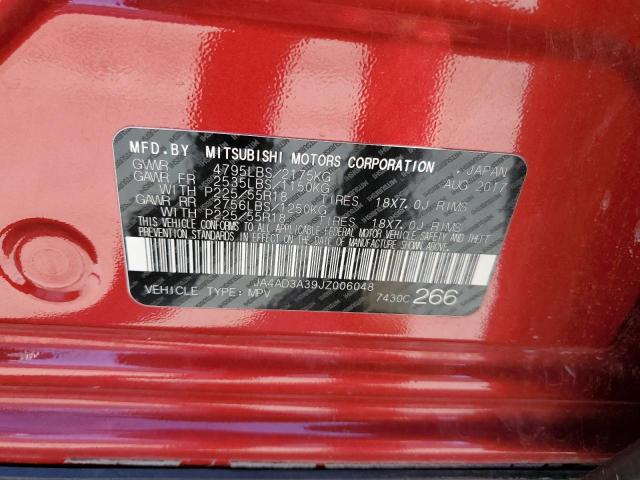 MFD.BY MITSUBISHI MOTORS CORPORATION , JAPAN
GVWR 4795LBS/2175KG AUG 2017
GAWR FR 2535LBS/1150KG
WITH P225/55R18 TIRES, 18X7.0J RIMS
GAWR RR 2756LBS/1250KG
WITH P225/55R18 TIRES, 18X7.0J RIMS
THIS VEHICLE CONFORMS TO ALL APPLICABLE FEDERAL MOTOR VEHICLE SAFETY AND THEFT
PREVENTION STANDARDS IN EFFECT ON THE DATE OF MANUFACTURE SHOWN ABOVE.
JA4AD3A39JZ006048
VEHICLE TYPE: MPV 7430C 266